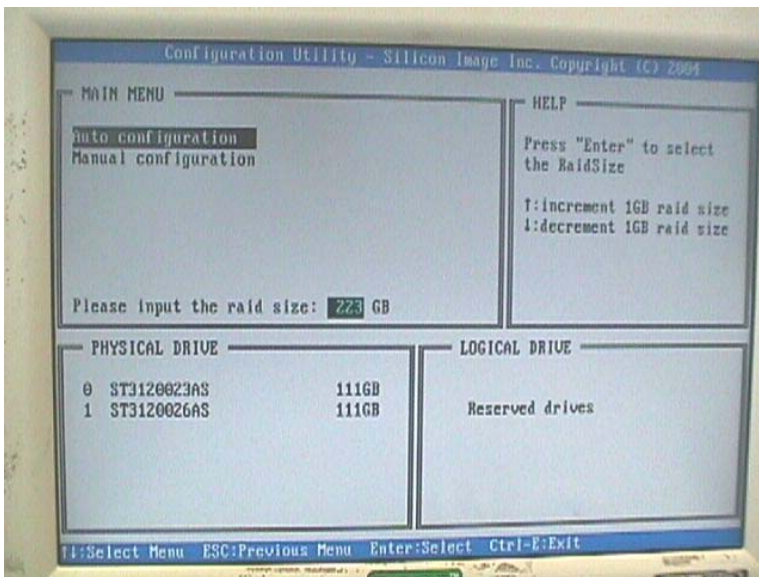 Configuration Utility - Silicon Image Inc. Copyright (C) 2004
MAIN MENU
Auto configuration
Manual configuration
Please input the raid size: 223 GB
HELP
Press "Enter" to select
the RaidSize
↑:increment 1GB raid size
↓:decrement 1GB raid size
PHYSICAL DRIVE
0 ST3120023AS 111GB
1 ST3120026AS 111GB
LOGICAL DRIVE
Reserved drives
↑↓:Select Menu ESC:Previous Menu Enter:Select Ctrl-E:Exit